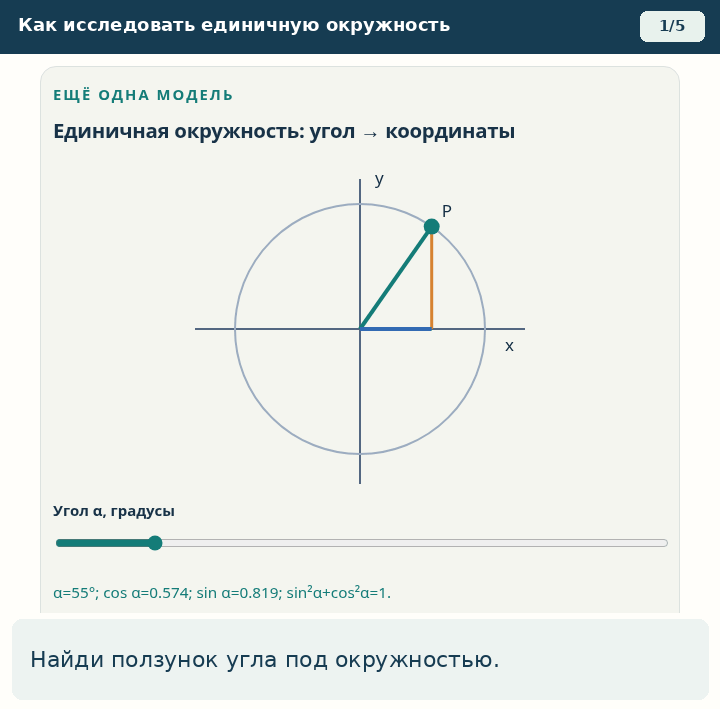 Как исследовать единичную окружность
1/5
ЕЩЁ ОДНА МОДЕЛЬ
Единичная окружность: угол → координаты
y
P
x
Угол α, градусы
α=55°; cos α=0.574; sin α=0.819; sin²α+cos²α=1.
Найди ползунок угла под окружностью.